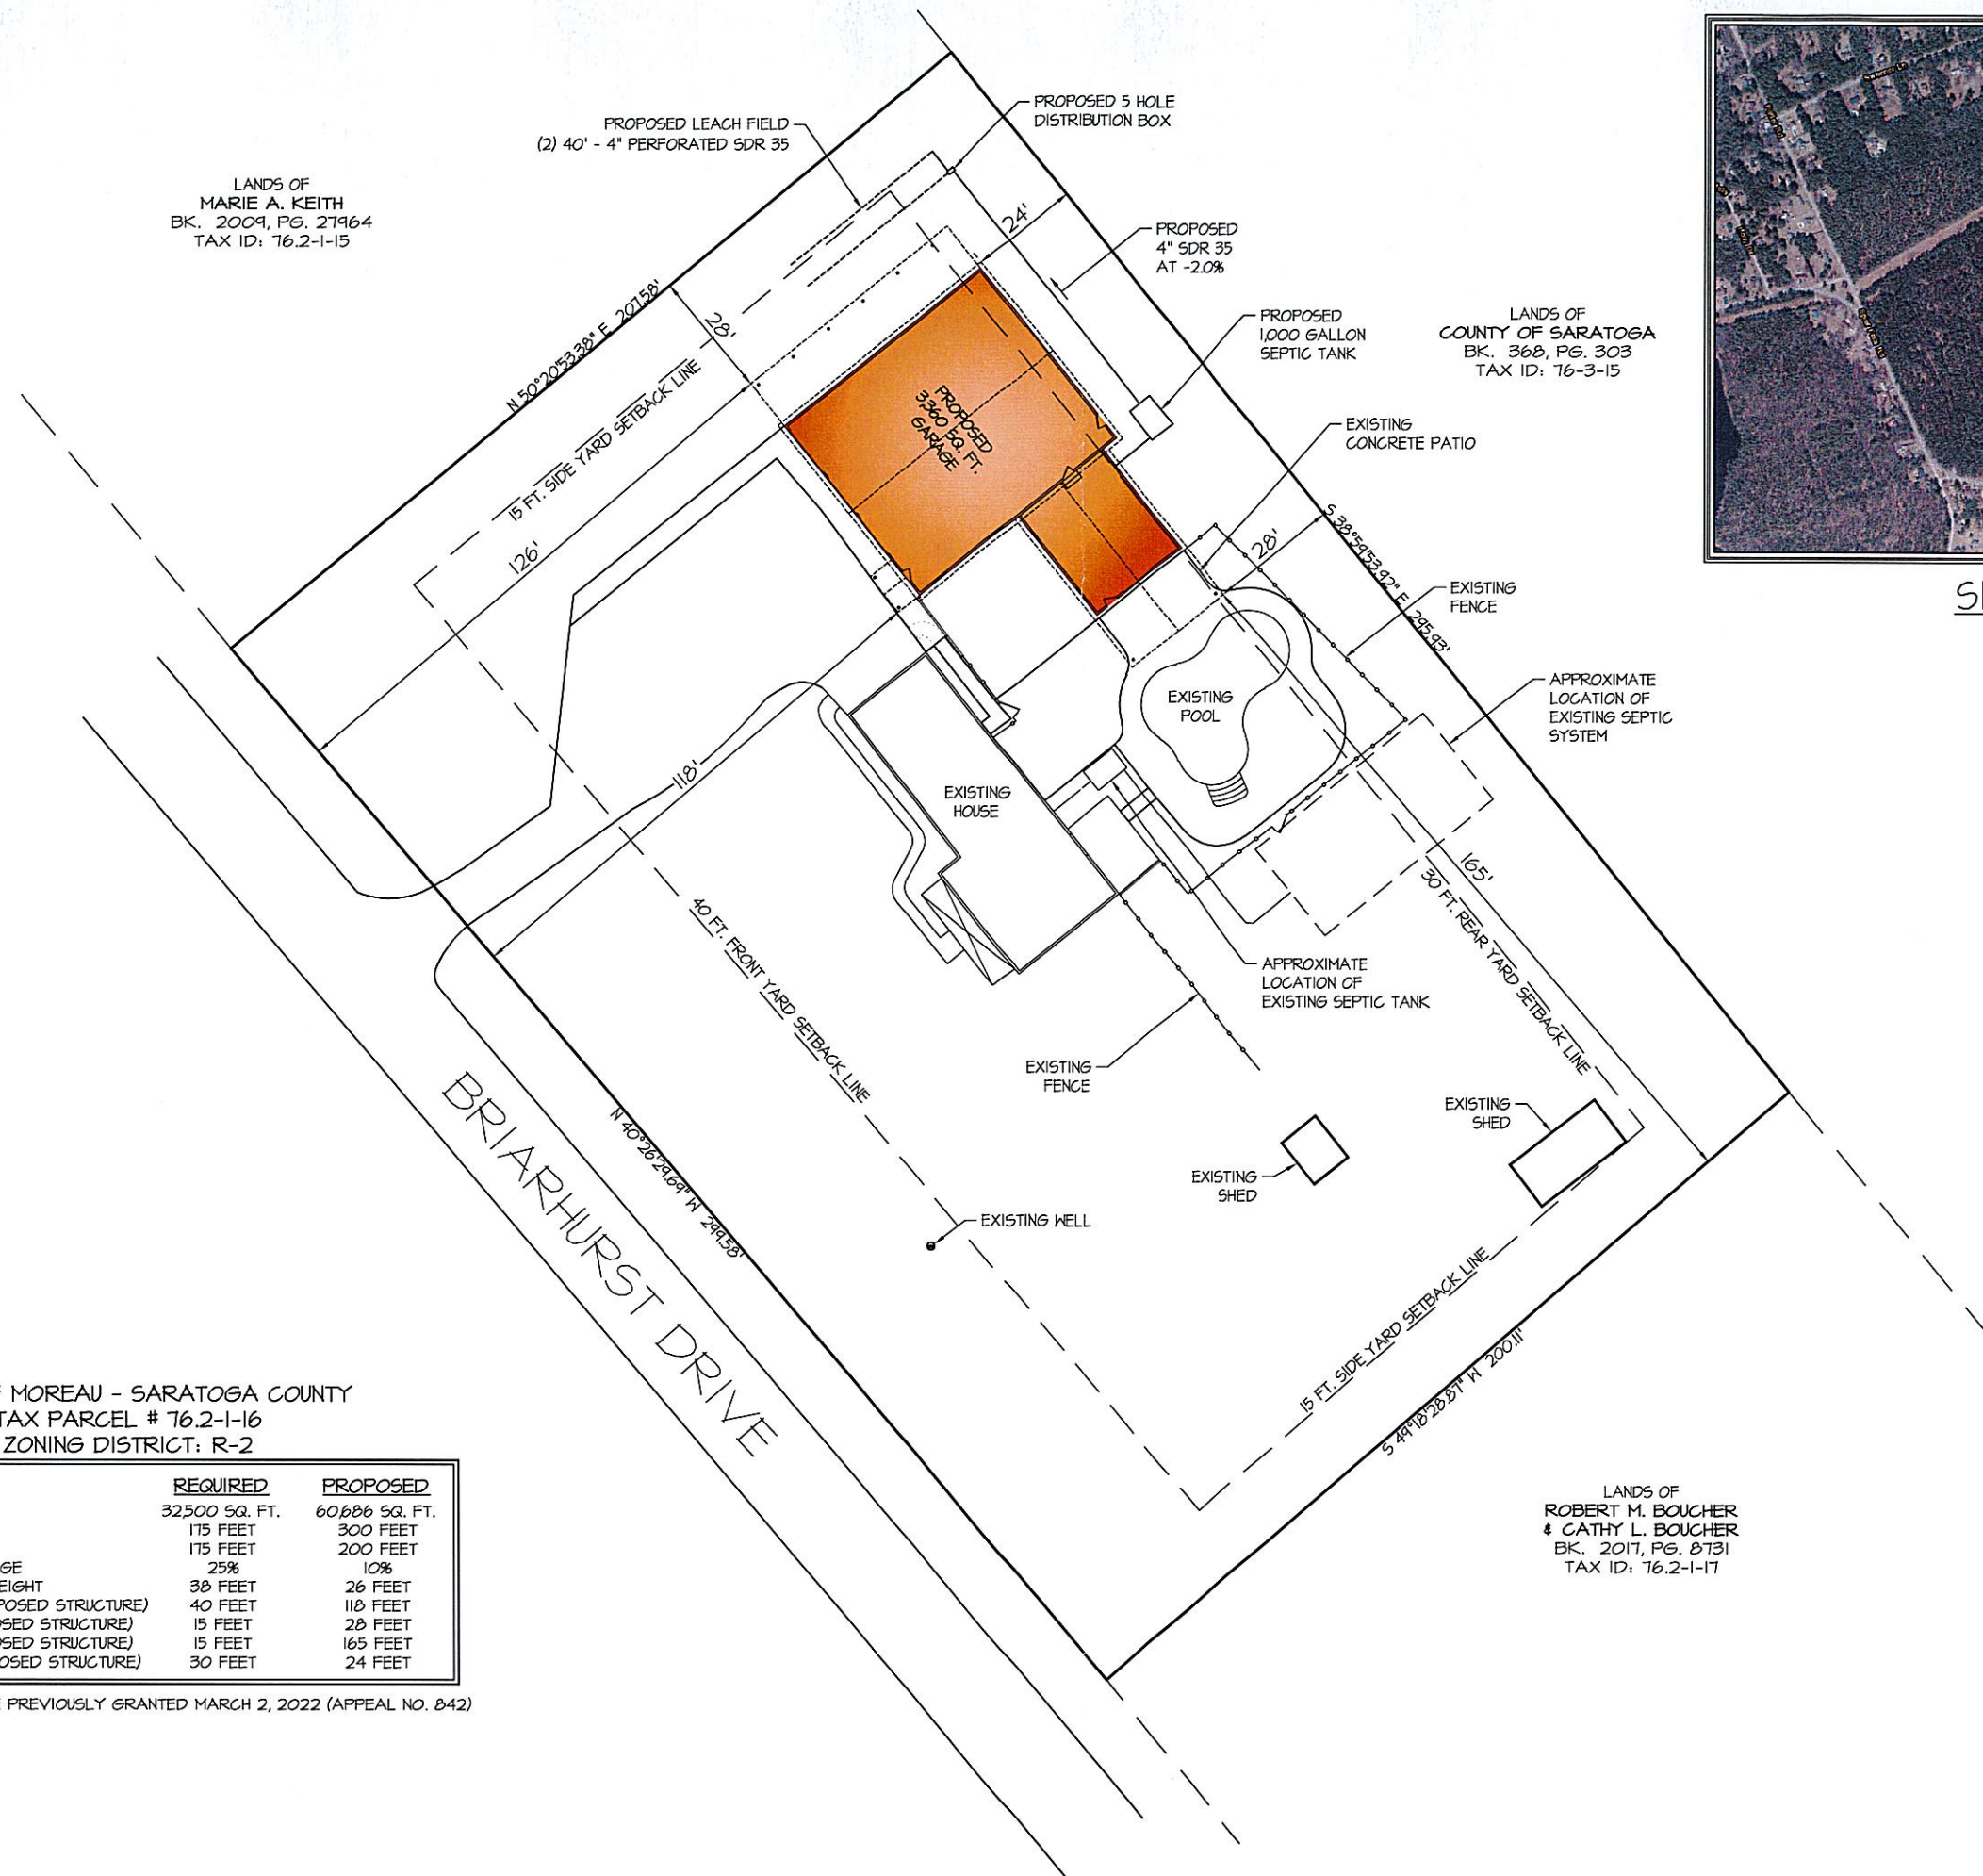 PROPOSED LEACH FIELD
(2) 40' - 4" PERFORATED SDR 35
PROPOSED 5 HOLE
DISTRIBUTION BOX
LANDS OF
MARIE A. KEITH
BK. 2009, PG. 27964
TAX ID: 76.2-1-15
24'
PROPOSED
4" SDR 35
AT -2.0%
N 50°20'53.38" E 207.58'
28'
15 FT. SIDE YARD SETBACK LINE
126'
PROPOSED
3,360 SQ. FT.
GARAGE
PROPOSED
1,000 GALLON
SEPTIC TANK
LANDS OF
COUNTY OF SARATOGA
BK. 368, PG. 303
TAX ID: 76-3-15
EXISTING
CONCRETE PATIO
28'
S 38°59'53.92" E 295.93'
EXISTING
FENCE
APPROXIMATE
LOCATION OF
EXISTING SEPTIC
SYSTEM
EXISTING
POOL
118'
EXISTING
HOUSE
165'
30 FT. REAR YARD SETBACK LINE
40 FT. FRONT YARD SETBACK LINE
APPROXIMATE
LOCATION OF
EXISTING SEPTIC TANK
EXISTING
FENCE
EXISTING
SHED
EXISTING
SHED
EXISTING WELL
BRIARHURST DRIVE
N 40°26'29.69" W 299.58'
15 FT. SIDE YARD SETBACK LINE
S 49°18'28.87" W 200.11'
LANDS OF
ROBERT M. BOUCHER
& CATHY L. BOUCHER
BK. 2017, PG. 8731
TAX ID: 76.2-1-17
MOREAU - SARATOGA COUNTY
TAX PARCEL # 76.2-1-16
ZONING DISTRICT: R-2
REQUIRED PROPOSED
32,500 SQ. FT. 60,686 SQ. FT.
175 FEET 300 FEET
175 FEET 200 FEET
GE 25% 10%
EIGHT 38 FEET 26 FEET
POSED STRUCTURE) 40 FEET 118 FEET
SED STRUCTURE) 15 FEET 28 FEET
SED STRUCTURE) 15 FEET 165 FEET
OSED STRUCTURE) 30 FEET 24 FEET
PREVIOUSLY GRANTED MARCH 2, 2022 (APPEAL NO. 842)